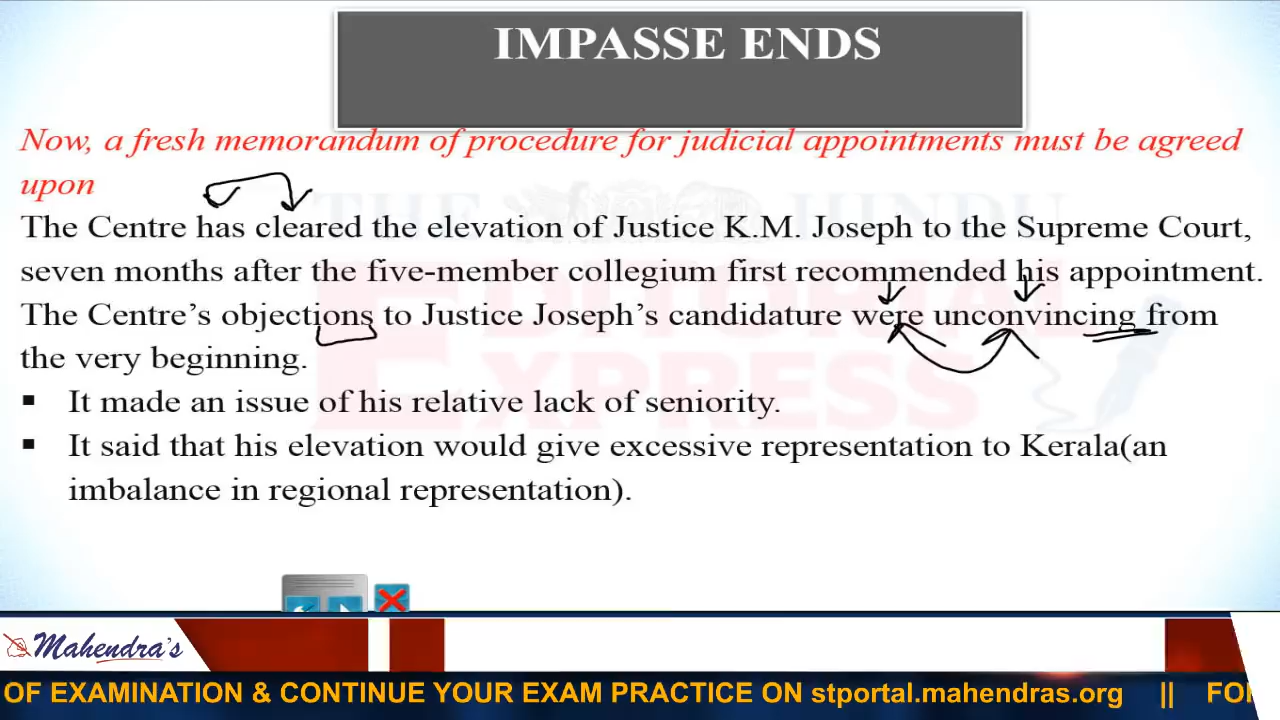 IMPASSE ENDS
Now, a fresh memorandum of procedure for judicial appointments must be agreed
upon
The Centre has cleared the elevation of Justice K.M. Joseph to the Supreme Court,
seven months after the five-member collegium first recommended his appointment.
The Centre's objections to Justice Joseph's candidature were unconvincing from
the very beginning.
▪ It made an issue of his relative lack of seniority.
▪ It said that his elevation would give excessive representation to Kerala(an
imbalance in regional representation).
THE HINDU
EDITORIAL
EXPRESS
Mahendra's
OF EXAMINATION & CONTINUE YOUR EXAM PRACTICE ON stportal.mahendras.org || FO